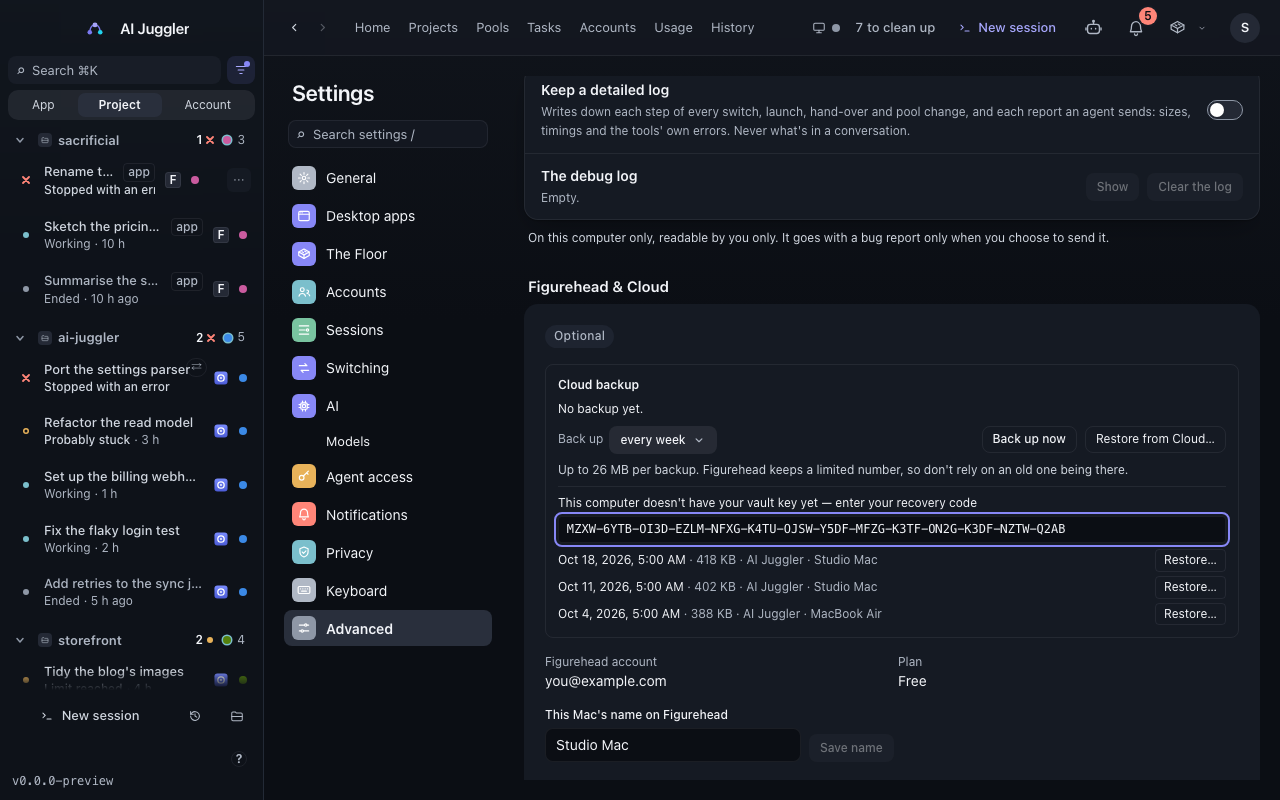 AI Juggler
Search ⌘K
App Project Account
sacrificial 1 3
Rename t... app F
Stopped with an err
Sketch the pricin... app F
Working · 10 h
Summarise the s... app F
Ended · 10 h ago
ai-juggler 2 5
Port the settings parser
Stopped with an error
Refactor the read model
Probably stuck · 3 h
Set up the billing webh...
Working · 1 h
Fix the flaky login test
Working · 2 h
Add retries to the sync j...
Ended · 5 h ago
storefront 2 4
Tidy the blog's images
New session
?
v0.0.0-preview
Home Projects Pools Tasks Accounts Usage History 7 to clean up New session 5 S
Settings
Search settings /
General
Desktop apps
The Floor
Accounts
Sessions
Switching
AI
Models
Agent access
Notifications
Privacy
Keyboard
Advanced
Keep a detailed log
Writes down each step of every switch, launch, hand-over and pool change, and each report an agent sends: sizes,
timings and the tools' own errors. Never what's in a conversation.
The debug log
Empty.
Show Clear the log
On this computer only, readable by you only. It goes with a bug report only when you choose to send it.
Figurehead & Cloud
Optional
Cloud backup
No backup yet.
Back up every week Back up now Restore from Cloud...
Up to 26 MB per backup. Figurehead keeps a limited number, so don't rely on an old one being there.
This computer doesn't have your vault key yet — enter your recovery code
MZXW-6YTB-OI3D-EZLM-NFXG-K4TU-OJSW-Y5DF-MFZG-K3TF-ON2G-K3DF-NZTW-Q2AB
Oct 18, 2026, 5:00 AM · 418 KB · AI Juggler · Studio Mac Restore...
Oct 11, 2026, 5:00 AM · 402 KB · AI Juggler · Studio Mac Restore...
Oct 4, 2026, 5:00 AM · 388 KB · AI Juggler · MacBook Air Restore...
Figurehead account Plan
you@example.com Free
This Mac's name on Figurehead
Studio Mac Save name